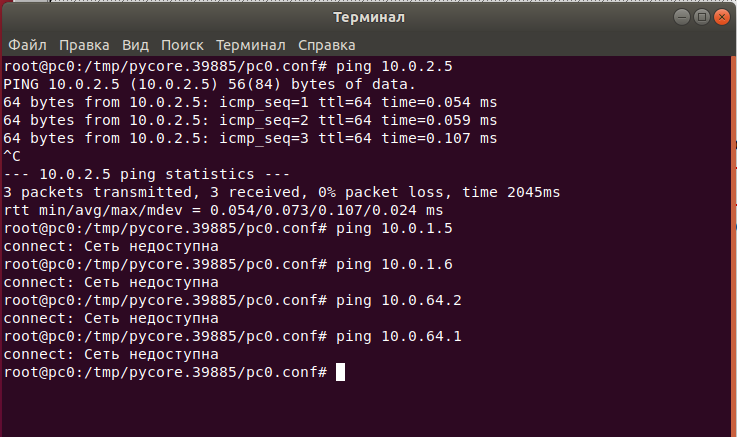 Терминал
Файл Правка Вид Поиск Терминал Справка
root@pc0:/tmp/pycore.39885/pc0.conf# ping 10.0.2.5
PING 10.0.2.5 (10.0.2.5) 56(84) bytes of data.
64 bytes from 10.0.2.5: icmp_seq=1 ttl=64 time=0.054 ms
64 bytes from 10.0.2.5: icmp_seq=2 ttl=64 time=0.059 ms
64 bytes from 10.0.2.5: icmp_seq=3 ttl=64 time=0.107 ms
^C
--- 10.0.2.5 ping statistics ---
3 packets transmitted, 3 received, 0% packet loss, time 2045ms
rtt min/avg/max/mdev = 0.054/0.073/0.107/0.024 ms
root@pc0:/tmp/pycore.39885/pc0.conf# ping 10.0.1.5
connect: Сеть недоступна
root@pc0:/tmp/pycore.39885/pc0.conf# ping 10.0.1.6
connect: Сеть недоступна
root@pc0:/tmp/pycore.39885/pc0.conf# ping 10.0.64.2
connect: Сеть недоступна
root@pc0:/tmp/pycore.39885/pc0.conf# ping 10.0.64.1
connect: Сеть недоступна
root@pc0:/tmp/pycore.39885/pc0.conf#